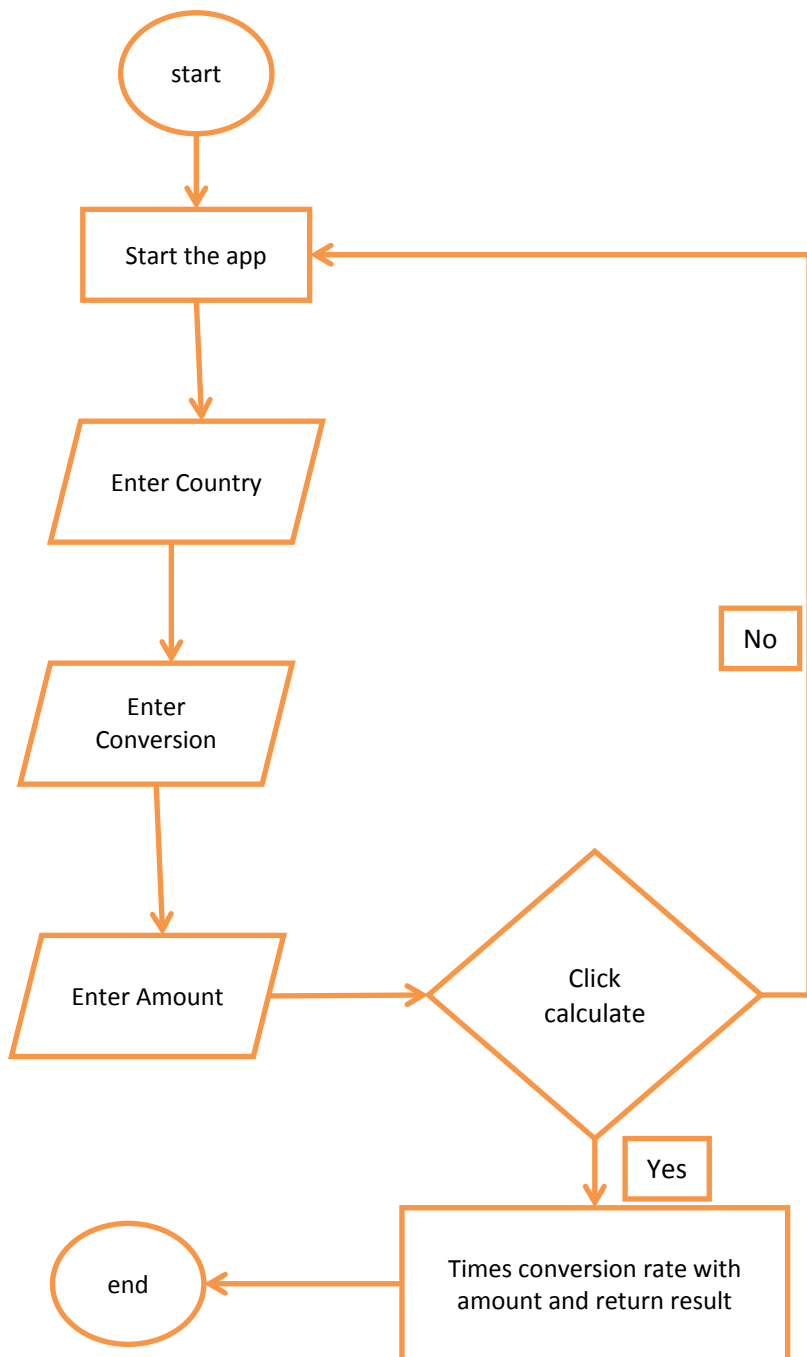 start
Start the app
Enter Country
No
Enter
Conversion
Enter Amount
Click
calculate
Yes
Times conversion rate with
amount and return result
end